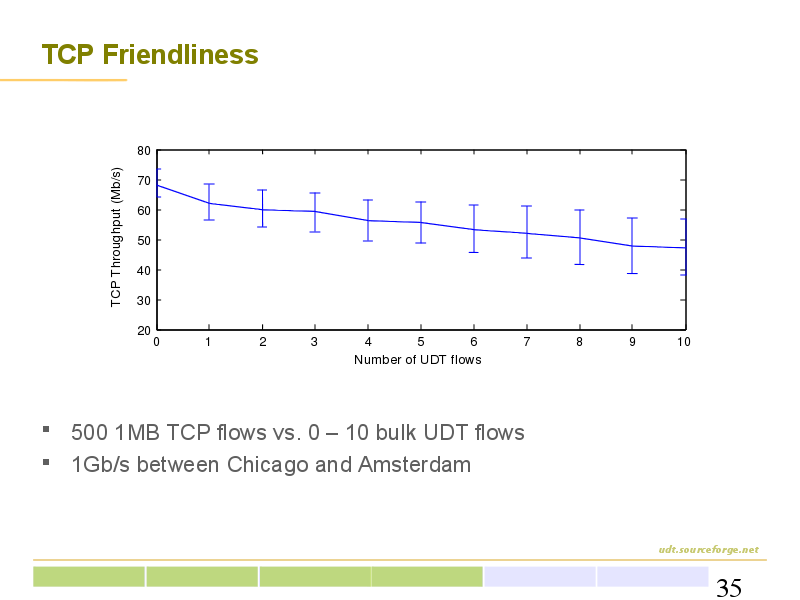 TCP Friendliness
80
70
60
50
40
30
20
TCP Throughput (Mb/s)
0 1 2 3 4 5 6 7 8 9 10
Number of UDT flows
▪ 500 1MB TCP flows vs. 0 – 10 bulk UDT flows
▪ 1Gb/s between Chicago and Amsterdam
udt.sourceforge.net
35